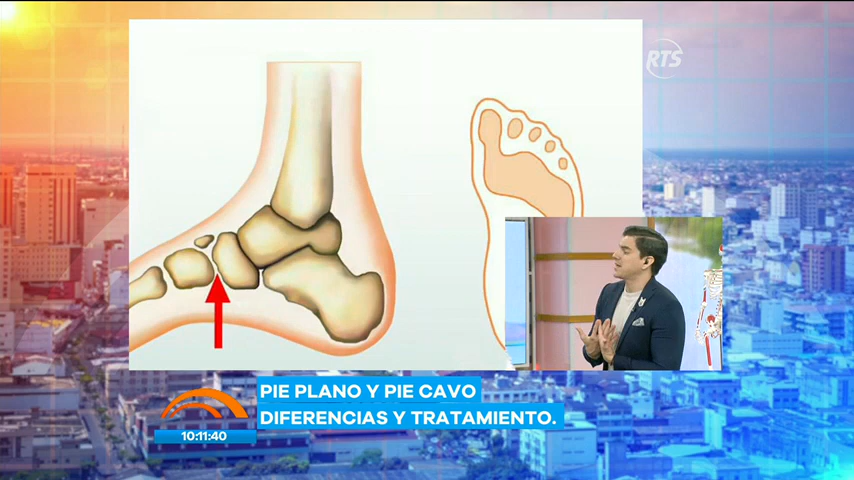 RTS
PIE PLANO Y PIE CAVO
DIFERENCIAS Y TRATAMIENTO.
10:11:40